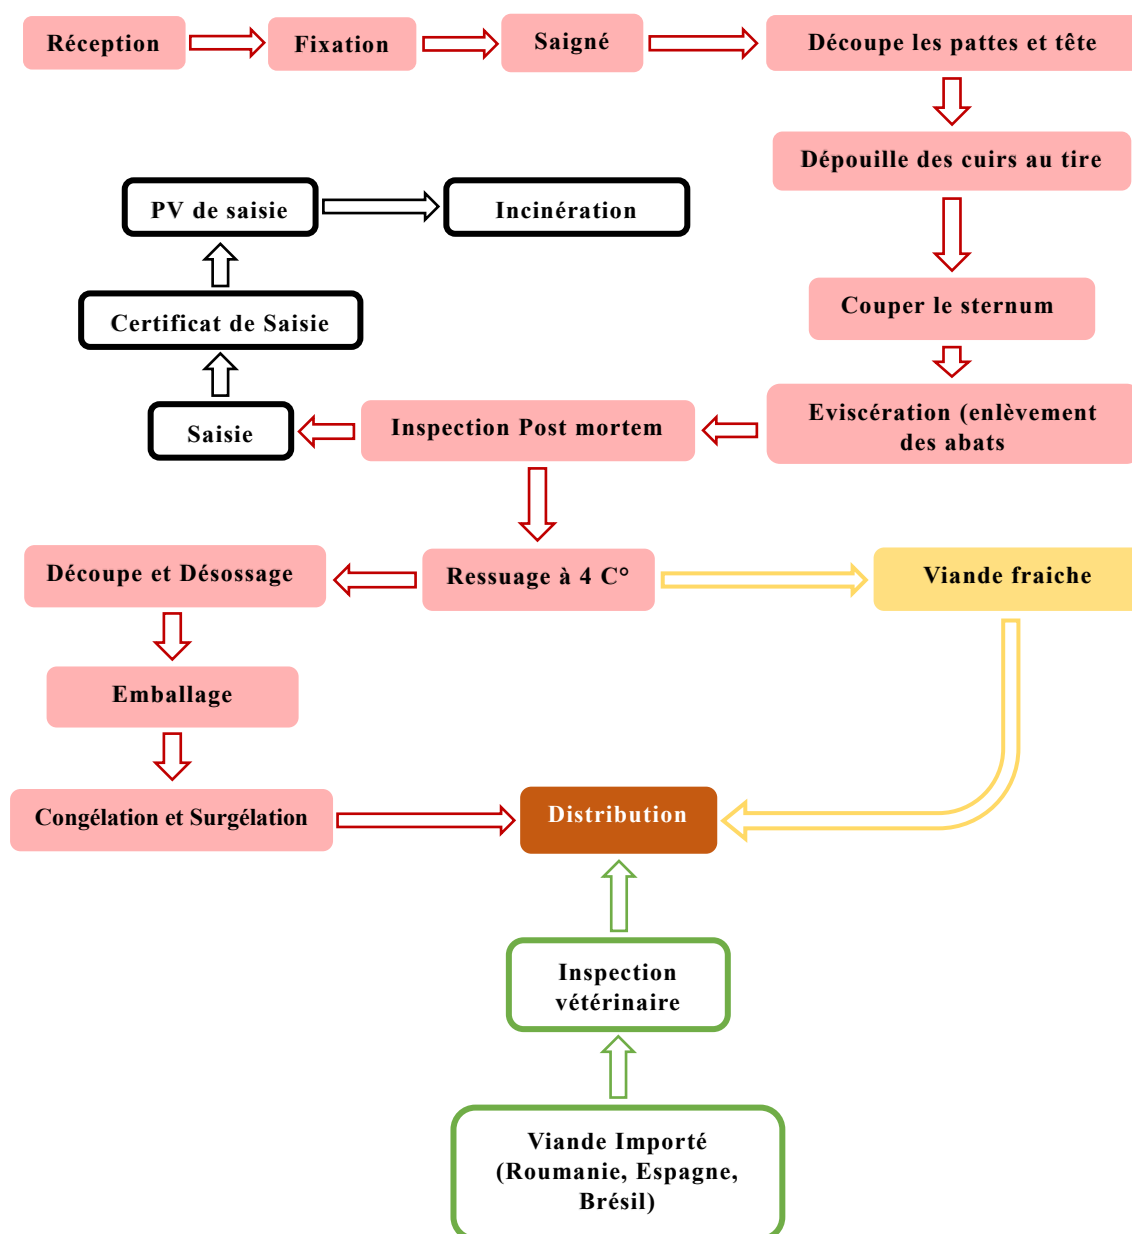 Réception
Fixation
Saigné
Découpe les pattes et tête
Dépouille des cuirs au tire
PV de saisie
Incinération
Couper le sternum
Certificat de Saisie
Eviscération (enlèvement
des abats
Inspection Post mortem
Saisie
Découpe et Désossage
Ressuage à 4 C°
Viande fraiche
Emballage
Congélation et Surgélation
Distribution
Inspection
vétérinaire
Viande Importé
(Roumanie, Espagne,
Brésil)